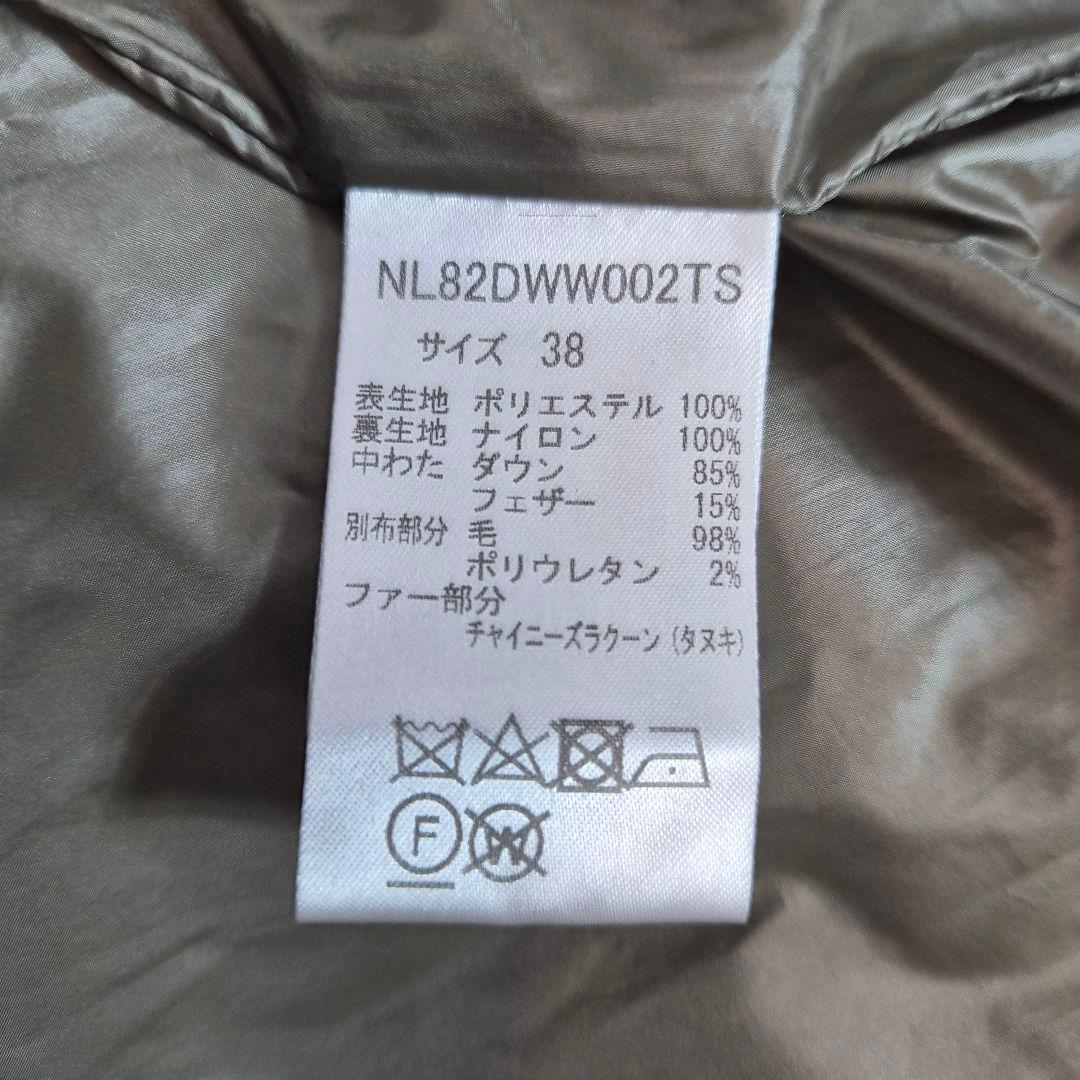 NL82DWW002TS
サイズ 38
表生地 ポリエステル 100%
裏生地 ナイロン 100%
中わた ダウン 85%
フェザー 15%
別布部分 毛 98%
ポリウレタン 2%
ファー部分
チャイニーズラクーン(タヌキ)
F W